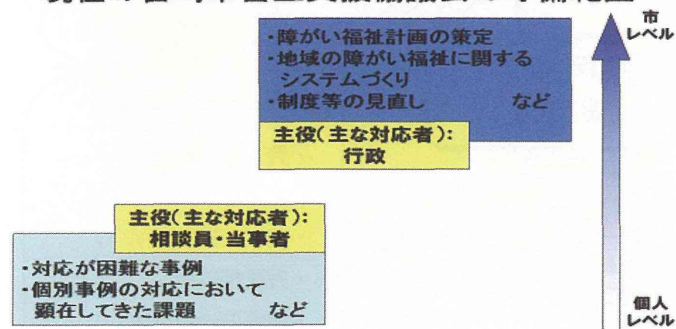 市
レベル
・障がい福祉計画の策定
・地域の障がい福祉に関する
システムづくり
・制度等の見直し など
主役(主な対応者):
行政
主役(主な対応者):
相談員・当事者
・対応が困難な事例
・個別事例の対応において
顕在してきた課題 など
個人
レベル